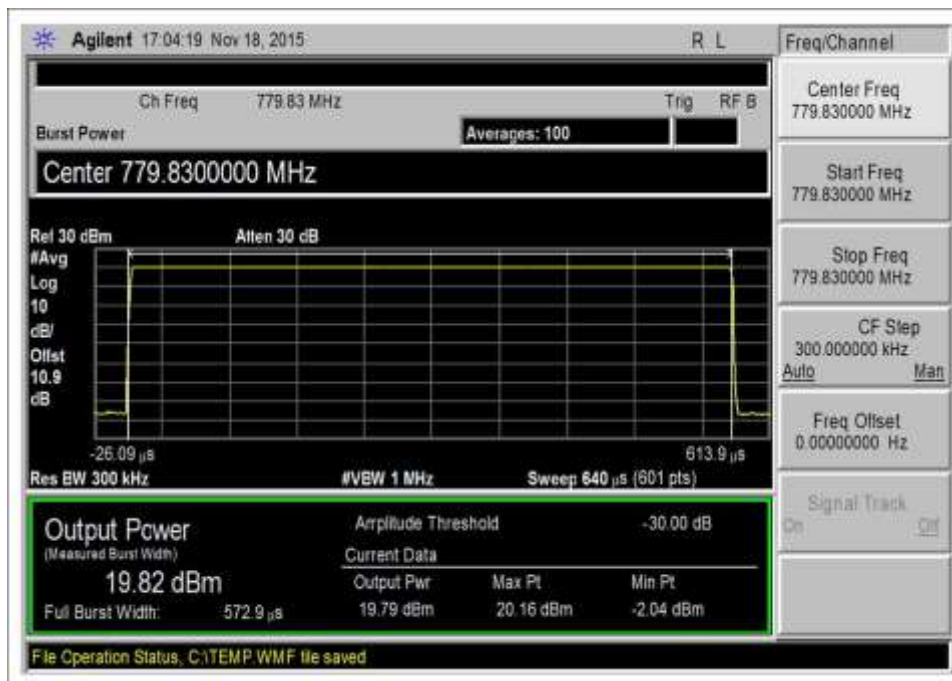 Agilent 17:04:19 Nov 18, 2015 R L
Freq/Channel
Ch Freq 779.83 MHz Trig RF B
Burst Power Averages: 100
Center 779.8300000 MHz
Ref 30 dBm Atten 30 dB
#Avg
Log
10
dB/
Offst
10.9
dB
-26.09 µs 613.9 µs
Res BW 300 kHz #VBW 1 MHz Sweep 640 µs (601 pts)
Output Power
(Measured Burst Width)
19.82 dBm
Full Burst Width: 572.9 µs
Amplitude Threshold -30.00 dB
Current Data
Output Pwr Max Pt Min Pt
19.79 dBm 20.16 dBm -2.04 dBm
File Operation Status, C:\TEMP.WMF file saved
Center Freq
779.830000 MHz
Start Freq
779.830000 MHz
Stop Freq
779.830000 MHz
CF Step
300.000000 kHz
Auto Man
Freq Offset
0.00000000 Hz
Signal Track
On Off